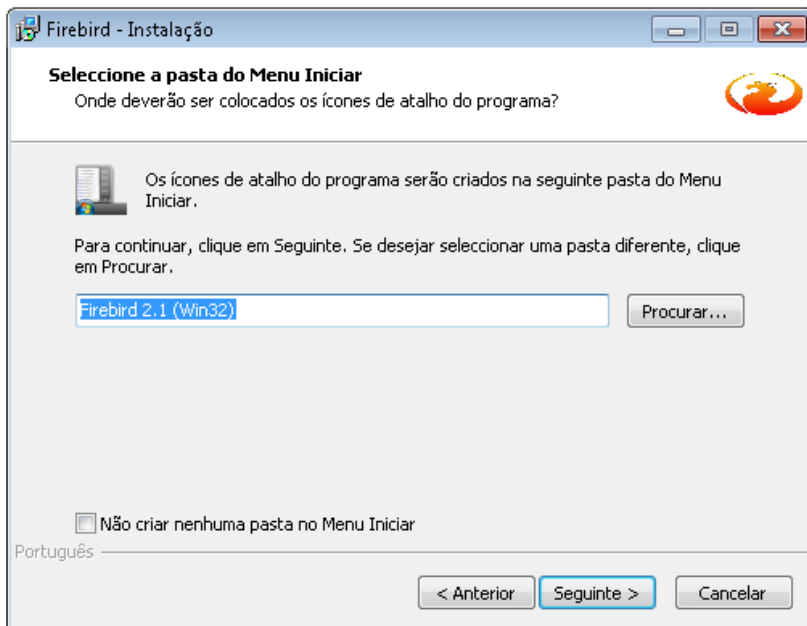 Firebird - Instalação
Seleccione a pasta do Menu Iniciar
Onde deverão ser colocados os ícones de atalho do programa?
Os ícones de atalho do programa serão criados na seguinte pasta do Menu
Iniciar.
Para continuar, clique em Seguinte. Se desejar seleccionar uma pasta diferente, clique
em Procurar.
Firebird 2.1 (Win32)
Procurar...
Não criar nenhuma pasta no Menu Iniciar
Português
< Anterior
Seguinte >
Cancelar